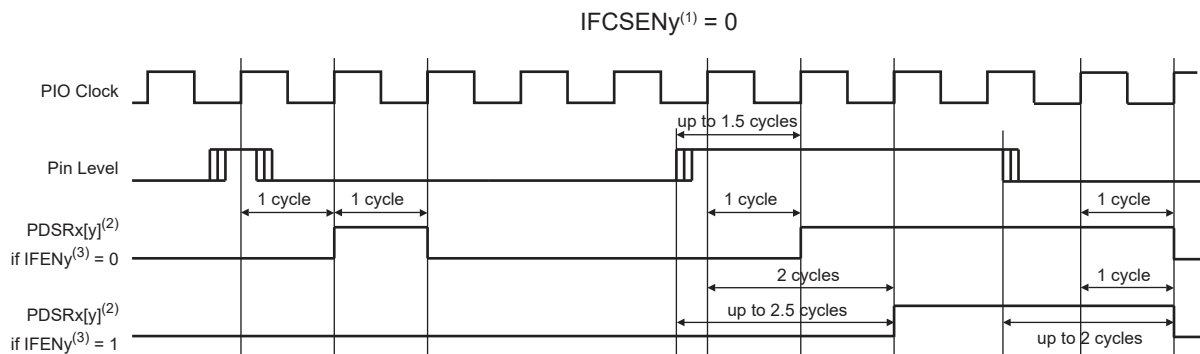 IFCSENy(1) = 0
PIO Clock
up to 1.5 cycles
Pin Level
1 cycle 1 cycle 1 cycle 1 cycle
PDSRx[y](2)
if IFENy(3) = 0
2 cycles 1 cycle
PDSRx[y](2)
up to 2.5 cycles up to 2 cycles
if IFENy(3) = 1